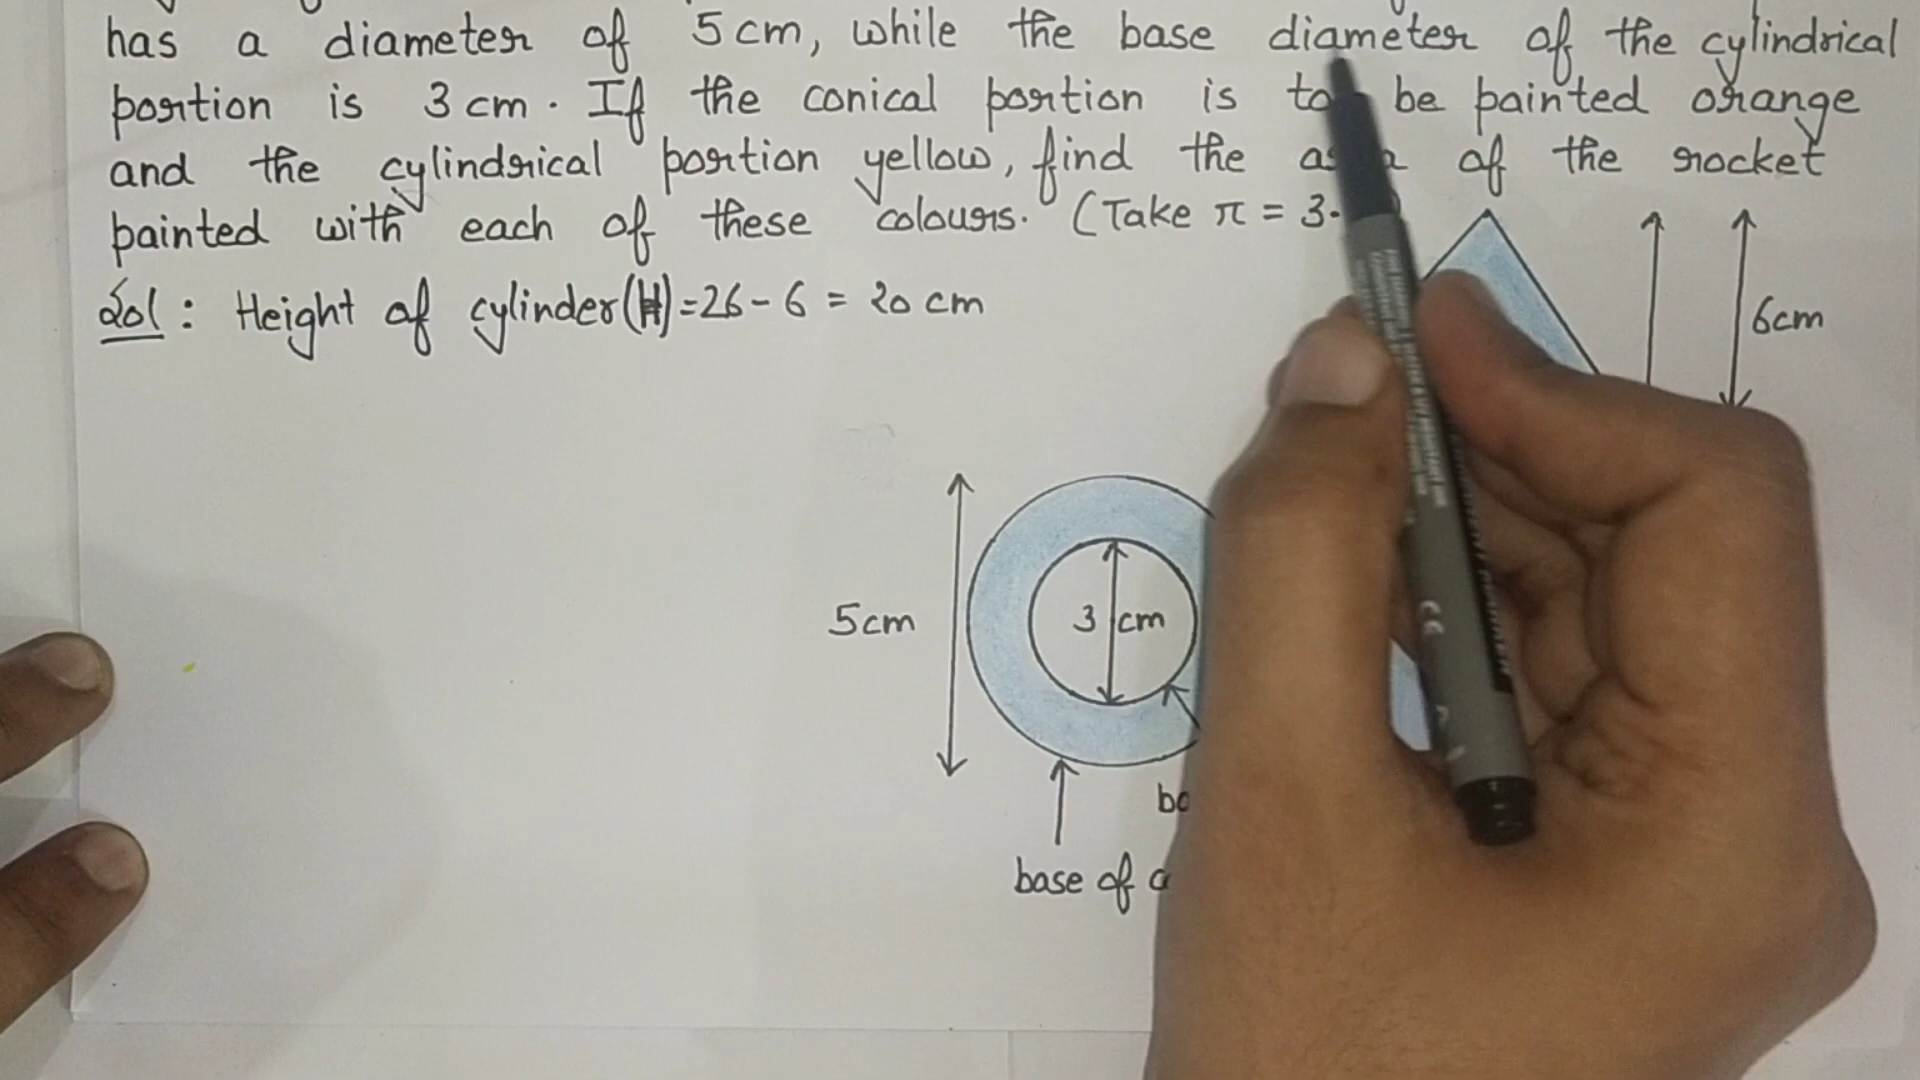 has a diameter of 5 cm, while the base diameter of the cylindrical
portion is 3 cm. If the conical portion is to be painted orange
and the cylindrical portion yellow, find the of the rocket
painted with each of these colours. (Take π = 3.
Sol : Height of cylinder (H) = 26 - 6 = 20 cm
6cm
5cm
3 cm
base of